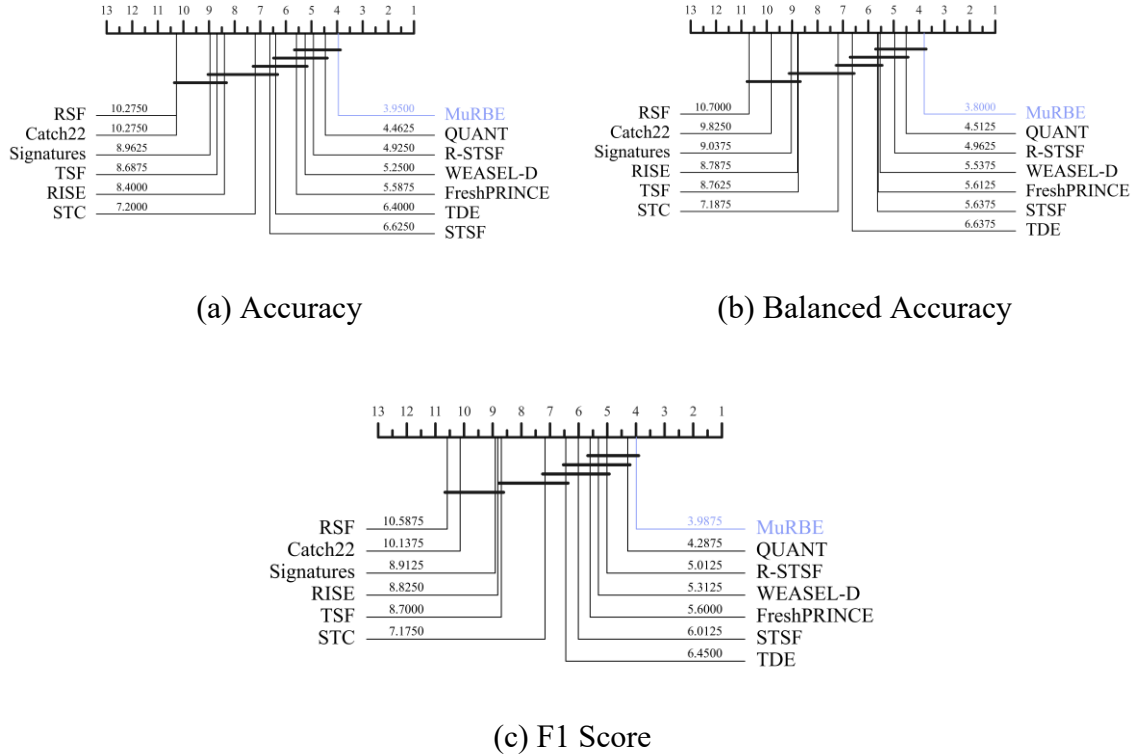 13 12 11 10 9 8 7 6 5 4 3 2 1
RSF 10.2750 3.9500 MuRBE
Catch22 10.2750 4.4625 QUANT
Signatures 8.9625 4.9250 R-STSF
TSF 8.6875 5.2500 WEASEL-D
RISE 8.4000 5.5875 FreshPRINCE
STC 7.2000 6.4000 TDE
6.6250 STSF
(a) Accuracy
13 12 11 10 9 8 7 6 5 4 3 2 1
RSF 10.7000 3.8000 MuRBE
Catch22 9.8250 4.5125 QUANT
Signatures 9.0375 4.9625 R-STSF
RISE 8.7875 5.5375 WEASEL-D
TSF 8.7625 5.6125 FreshPRINCE
STC 7.1875 5.6375 STSF
6.6375 TDE
(b) Balanced Accuracy
13 12 11 10 9 8 7 6 5 4 3 2 1
RSF 10.5875 3.9875 MuRBE
Catch22 10.1375 4.2875 QUANT
Signatures 8.9125 5.0125 R-STSF
RISE 8.8250 5.3125 WEASEL-D
TSF 8.7000 5.6000 FreshPRINCE
STC 7.1750 6.0125 STSF
6.4500 TDE
(c) F1 Score